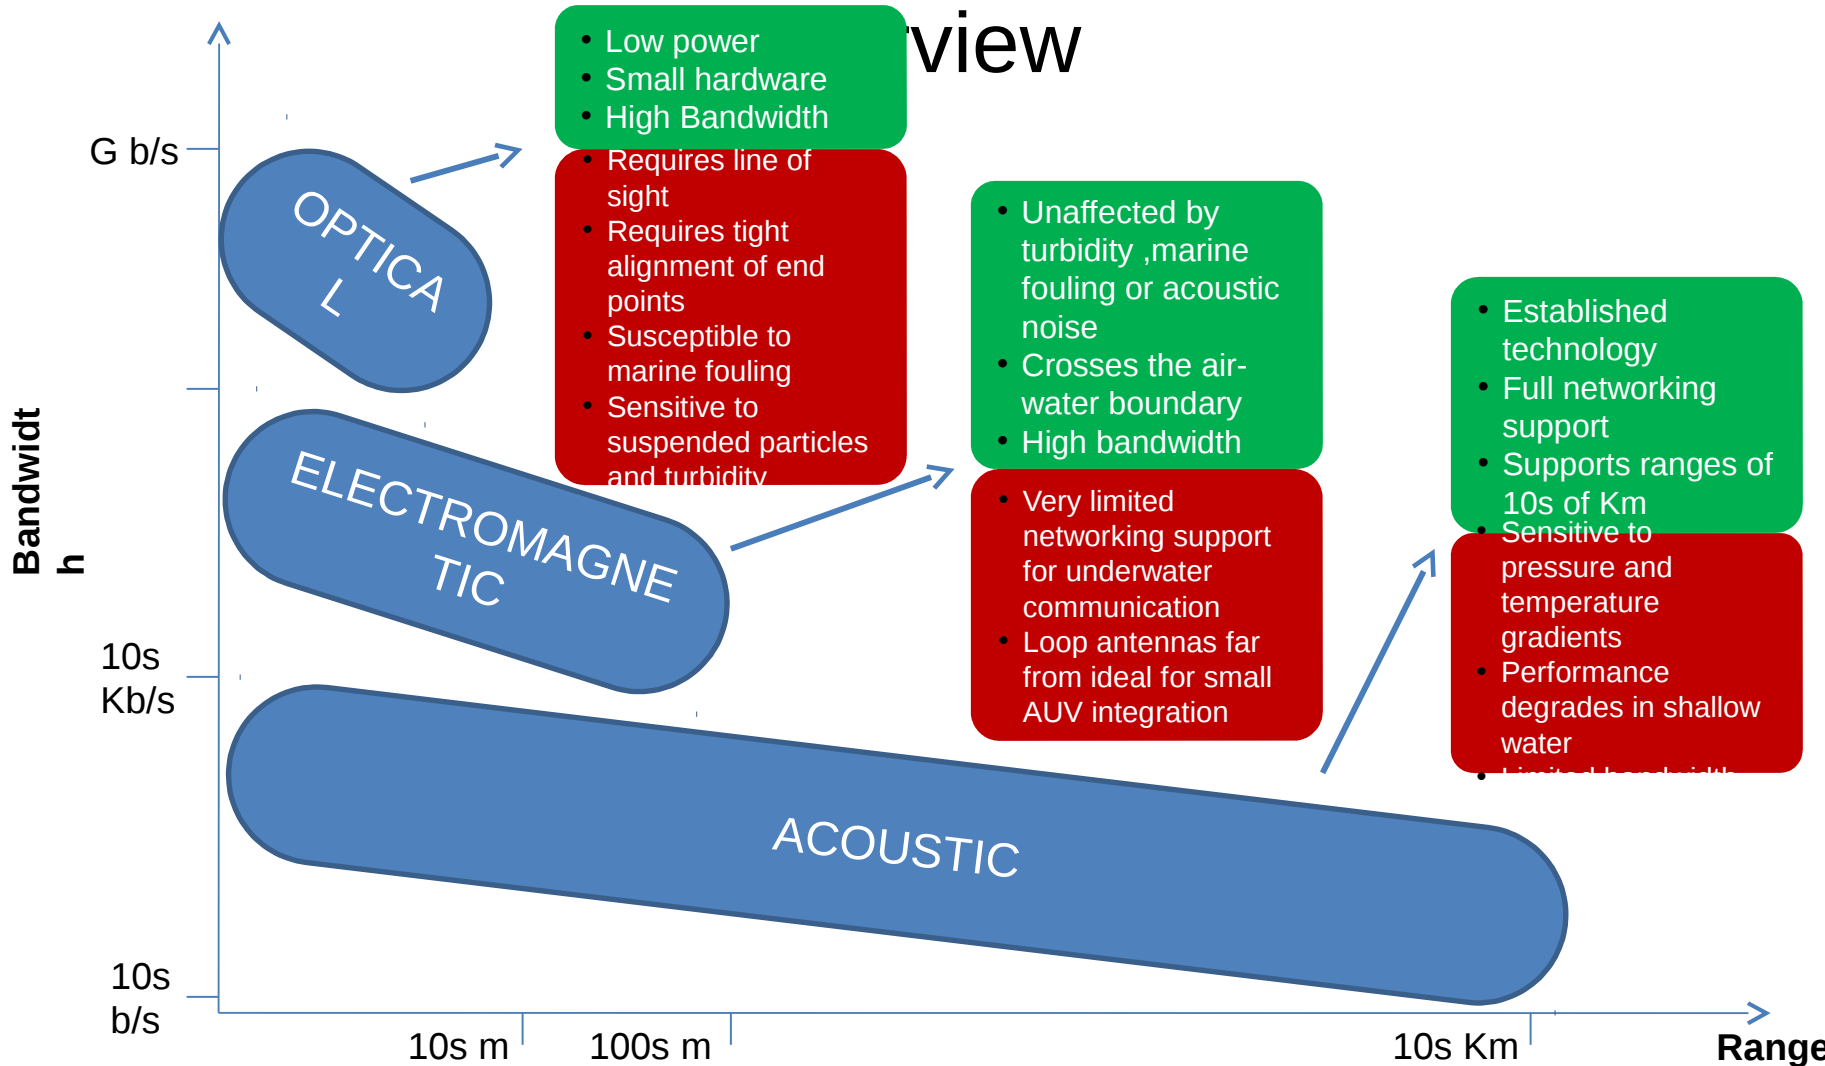 rview
Low power
Small hardware
High Bandwidth
G b/s
Requires line of
sight
Requires tight
alignment of end
points
Susceptible to
marine fouling
Sensitive to
suspended particles
and turbidity
OPTICA
L
Unaffected by
turbidity ,marine
fouling or acoustic
noise
Crosses the air-
water boundary
High bandwidth
Established
technology
Full networking
support
Supports ranges of
10s of Km
Bandwidt
h
ELECTROMAGNE
TIC
Very limited
networking support
for underwater
communication
Loop antennas far
from ideal for small
AUV integration
Sensitive to
pressure and
temperature
gradients
Performance
degrades in shallow
water
Limited bandwidth
10s
Kb/s
ACOUSTIC
10s
b/s
10s m
100s m
10s Km
Range